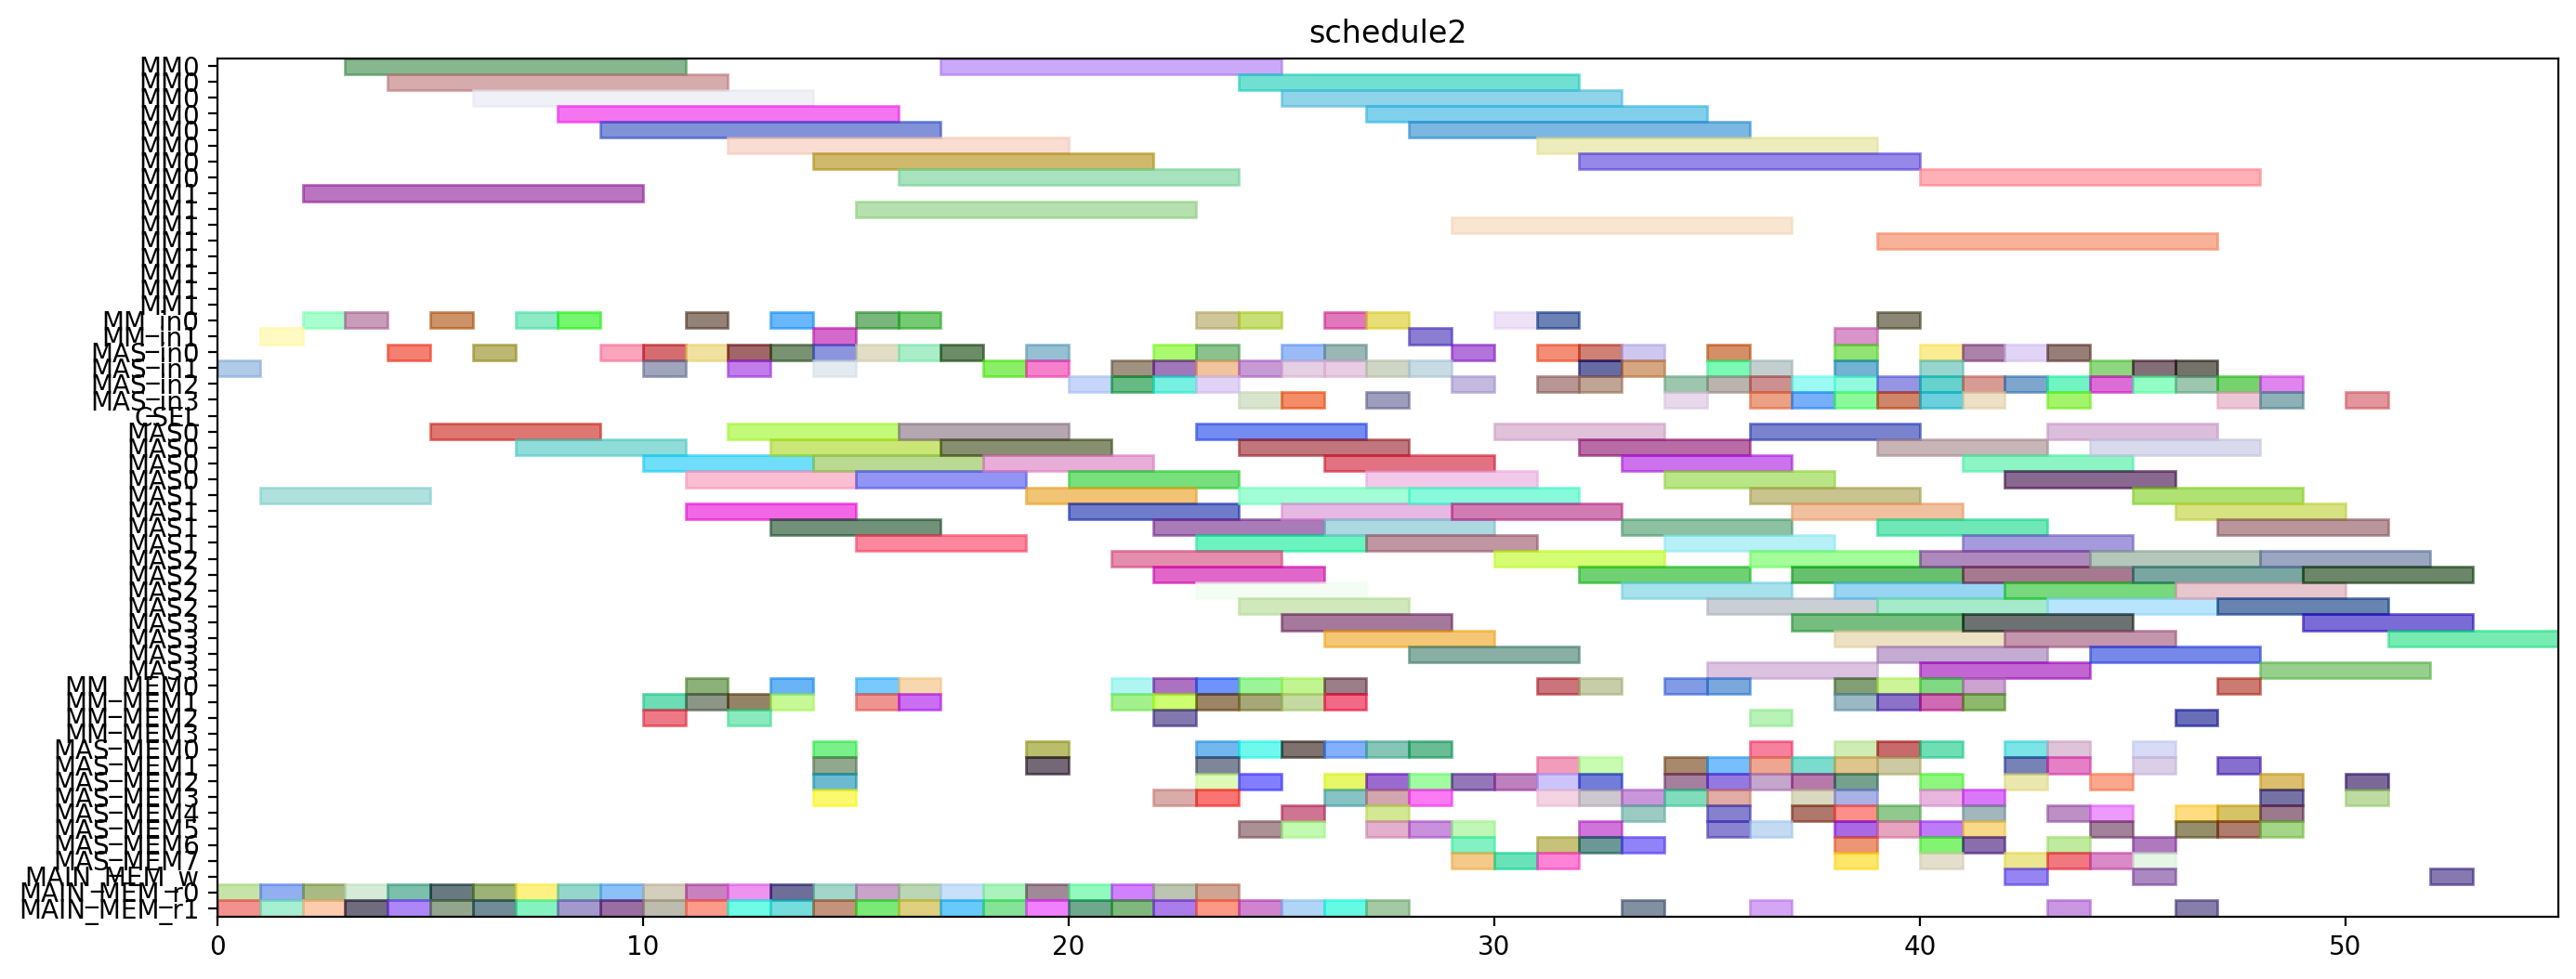 schedule2
MM0
MM0
MM0
MM0
MM0
MM0
MM0
MM0
MM1
MM1
MM1
MM1
MM1
MM1
MM1
MM1
MM_in0
MM_in1
MAS_in0
MAS_in1
MAS_in2
MAS_in3
CSEL
MAS0
MAS0
MAS0
MAS0
MAS1
MAS1
MAS1
MAS1
MAS2
MAS2
MAS2
MAS2
MAS3
MAS3
MAS3
MAS3
MM_MEM0
MM_MEM1
MM_MEM2
MM_MEM3
MAS_MEM0
MAS_MEM1
MAS_MEM2
MAS_MEM3
MAS_MEM4
MAS_MEM5
MAS_MEM6
MAS_MEM7
MAIN_MEM_w
MAIN_MEM_r0
MAIN_MEM_r1
0 10 20 30 40 50